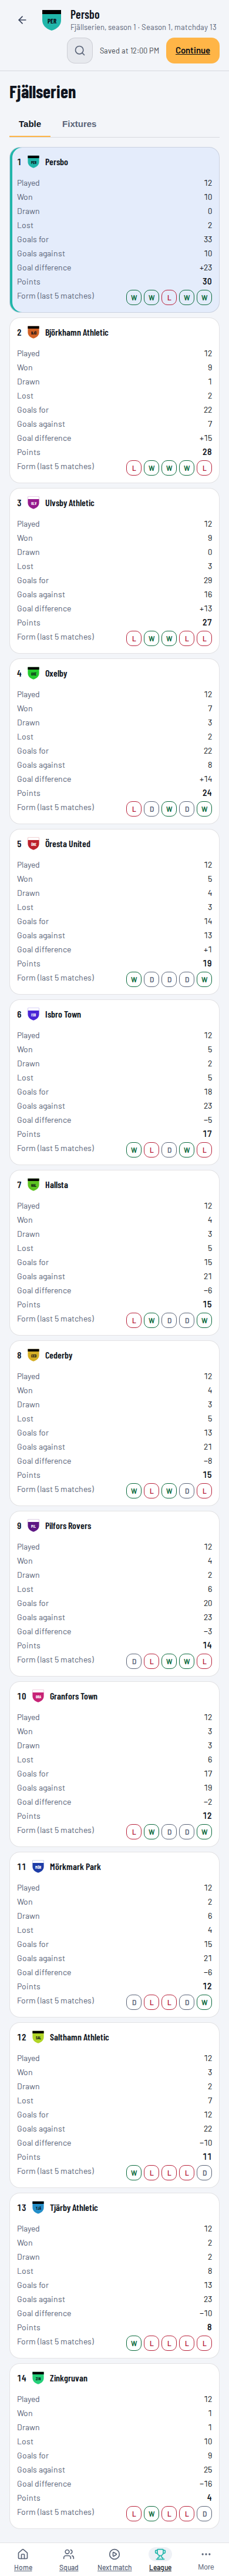 Persbo
Fjällserien, season 1 · Season 1, matchday 13
Saved at 12:00 PM
Continue
Fjällserien
Table Fixtures
1 Persbo
Played 12
Won 10
Drawn 0
Lost 2
Goals for 33
Goals against 10
Goal difference +23
Points 30
Form (last 5 matches) W W L W W
2 Björkhamn Athletic
Played 12
Won 9
Drawn 1
Lost 2
Goals for 22
Goals against 7
Goal difference +15
Points 28
Form (last 5 matches) L W W W L
3 Ulvsby Athletic
Played 12
Won 9
Drawn 0
Lost 3
Goals for 29
Goals against 16
Goal difference +13
Points 27
Form (last 5 matches) L W W L L
4 Oxelby
Played 12
Won 7
Drawn 3
Lost 2
Goals for 22
Goals against 8
Goal difference +14
Points 24
Form (last 5 matches) L D W D W
5 Öresta United
Played 12
Won 5
Drawn 4
Lost 3
Goals for 14
Goals against 13
Goal difference +1
Points 19
Form (last 5 matches) W D D D W
6 Isbro Town
Played 12
Won 5
Drawn 2
Lost 5
Goals for 18
Goals against 23
Goal difference −5
Points 17
Form (last 5 matches) W L D W L
7 Hallsta
Played 12
Won 4
Drawn 3
Lost 5
Goals for 15
Goals against 21
Goal difference −6
Points 15
Form (last 5 matches) L W D D W
8 Cederby
Played 12
Won 4
Drawn 3
Lost 5
Goals for 13
Goals against 21
Goal difference −8
Points 15
Form (last 5 matches) W L W D L
9 Pilfors Rovers
Played 12
Won 4
Drawn 2
Lost 6
Goals for 20
Goals against 23
Goal difference −3
Points 14
Form (last 5 matches) D L W W L
10 Granfors Town
Played 12
Won 3
Drawn 3
Lost 6
Goals for 17
Goals against 19
Goal difference −2
Points 12
Form (last 5 matches) L W D D W
11 Mörkmark Park
Played 12
Won 2
Drawn 6
Lost 4
Goals for 15
Goals against 21
Goal difference −6
Points 12
Form (last 5 matches) D L L D W
12 Salthamn Athletic
Played 12
Won 3
Drawn 2
Lost 7
Goals for 12
Goals against 22
Goal difference −10
Points 11
Form (last 5 matches) W L L L D
13 Tjärby Athletic
Played 12
Won 2
Drawn 2
Lost 8
Goals for 13
Goals against 23
Goal difference −10
Points 8
Form (last 5 matches) W L L L L
14 Zinkgruvan
Played 12
Won 1
Drawn 1
Lost 10
Goals for 9
Goals against 25
Goal difference −16
Points 4
Form (last 5 matches) L W L L D
Home Squad Next match League More